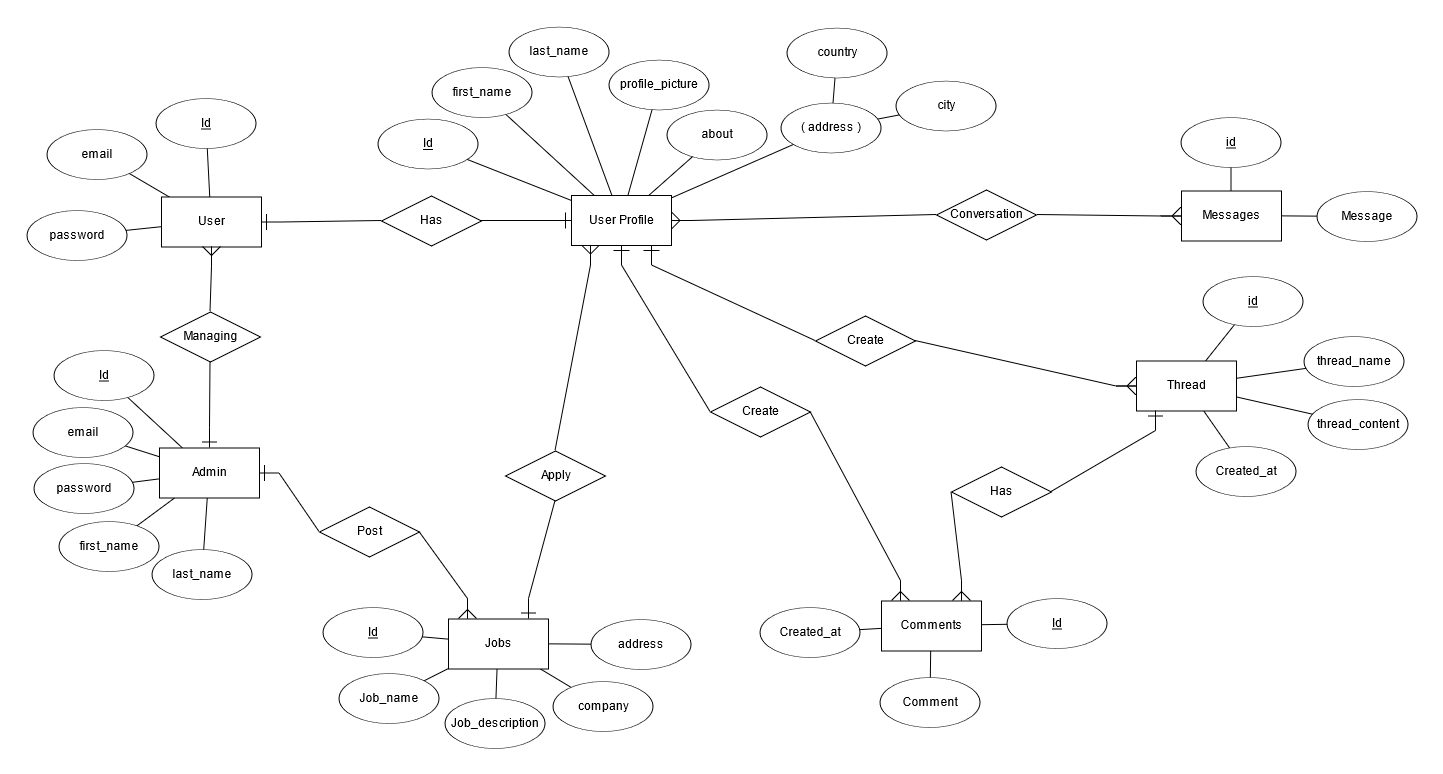 last_name
country
first_name
profile_picture
city
Id
( address )
about
Id
id
email
User
Has
User Profile
Conversation
Messages
Message
password
id
Managing
Create
thread_name
Id
Thread
Create
thread_content
email
Admin
Created_at
password
Apply
Has
Post
first_name
last_name
Id
Jobs
address
Created_at
Comments
Id
Job_name
Job_description
company
Comment